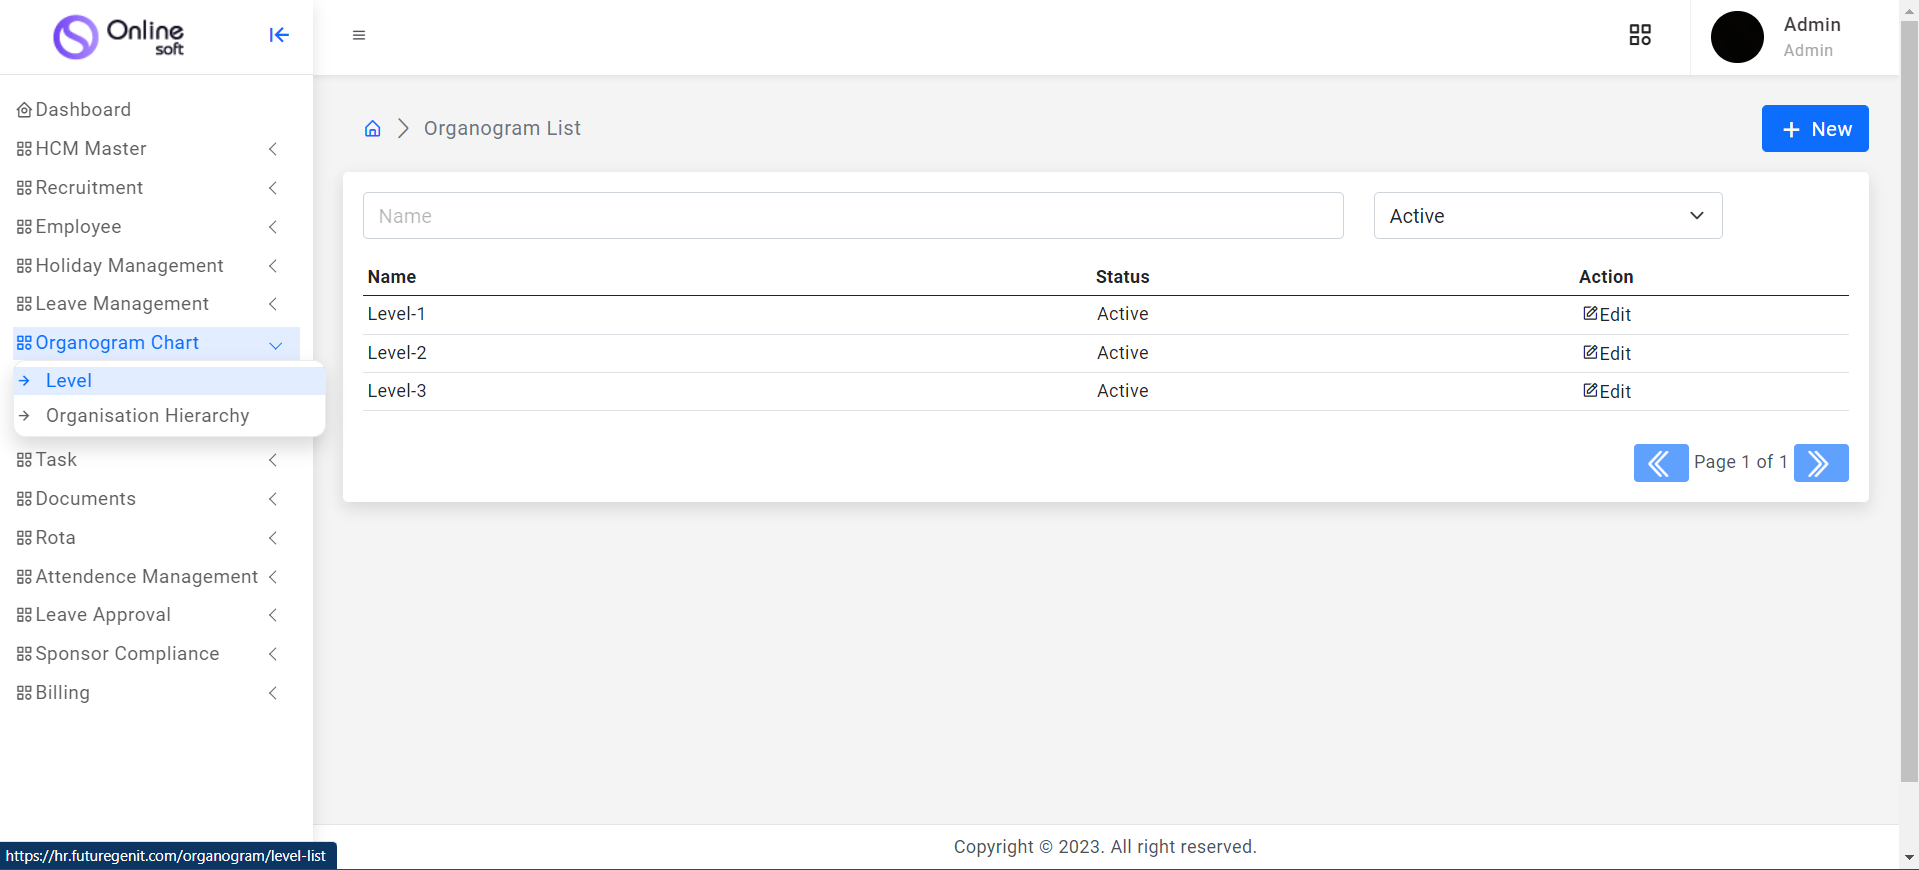 Online
soft
Admin
Admin
Dashboard
HCM Master
Recruitment
Employee
Holiday Management
Leave Management
Organogram Chart
Level
Organisation Hierarchy
Task
Documents
Rota
Attendence Management
Leave Approval
Sponsor Compliance
Billing
Organogram List
+ New
Name
Active
Name Status Action
Level-1 Active Edit
Level-2 Active Edit
Level-3 Active Edit
Page 1 of 1
Copyright © 2023. All right reserved.
https://hr.futuregenit.com/organogram/level-list